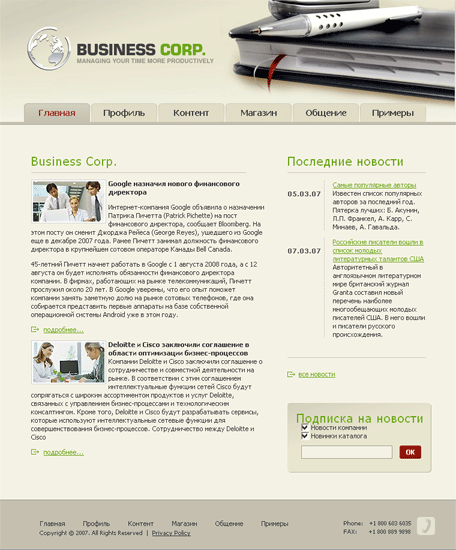 BUSINESS CORP.
MANAGING YOUR TIME MORE PRODUCTIVELY
Главная Профиль Контент Магазин Общение Примеры
Business Corp.
Google назначил нового финансового
директора
Интернет-компания Google объявила о назначении
Патрика Пичетта (Patrick Pichette) на пост
финансового директора, сообщает Bloomberg. На
этом посту он сменит Джорджа Рейеса (George Reyes), ушедшего из Google
еще в декабре 2007 года. Ранее Пичетт занимал должность финансового
директора в крупнейшем сотовом операторе Канады Bell Canada.
45-летний Пичетт начнет работать в Google с 1 августа 2008 года, а с 12
августа он будет исполнять обязанности финансового директора
компании. В фирмах, работающих на рынке телекоммуникаций, Пичетт
прослужил около 20 лет. В Google уверены, что его опыт поможет
компании занять заметную долю на рынке сотовых телефонов, где она
собирается представить первые аппараты на базе собственной
операционной системы Android уже в этом году.
подробнее...
Deloitte и Cisco заключили соглашение в
области оптимизации бизнес-процессов
Компании Deloitte и Cisco заключили соглашение о
сотрудничестве и совместной деятельности на
рынке. В соответствии с этим соглашением
интеллектуальные функции сетей Cisco будут
сопрягаться с широким ассортиментом продуктов и услуг Deloitte,
связанных с управлением бизнес-процессами и технологическим
консалтингом. Кроме того, Deloitte и Cisco будут разрабатывать сервисы,
которые используют интеллектуальные сетевые функции для
совершенствования бизнес-процессов. Сотрудничество между Deloitte и
Cisco
подробнее...
Последние новости
05.03.07 Самые популярные авторы
Известен список популярных
авторов за последний год.
Пятерка лучших: Б. Акунин,
П.П. Франкел, А. Карр, С.
Минаев, А. Гавальда.
07.03.07 Российские писатели вошли в
список молодых
литературных талантов США
Авторитетный в
англоязычном литературном
мире британский журнал
Granta составил новый
перечень наиболее
многообещающих молодых
писателей США. В него вошли
и писатели русского
происхождения.
все новости
Подписка на новости
Новости компании
Новинки каталога
OK
Главная Профиль Контент Магазин Общение Примеры
Copyright © 2007. All Rights Reserved | Privacy Policy
Phone: +1 800 603 6035
FAX: +1 800 889 9898